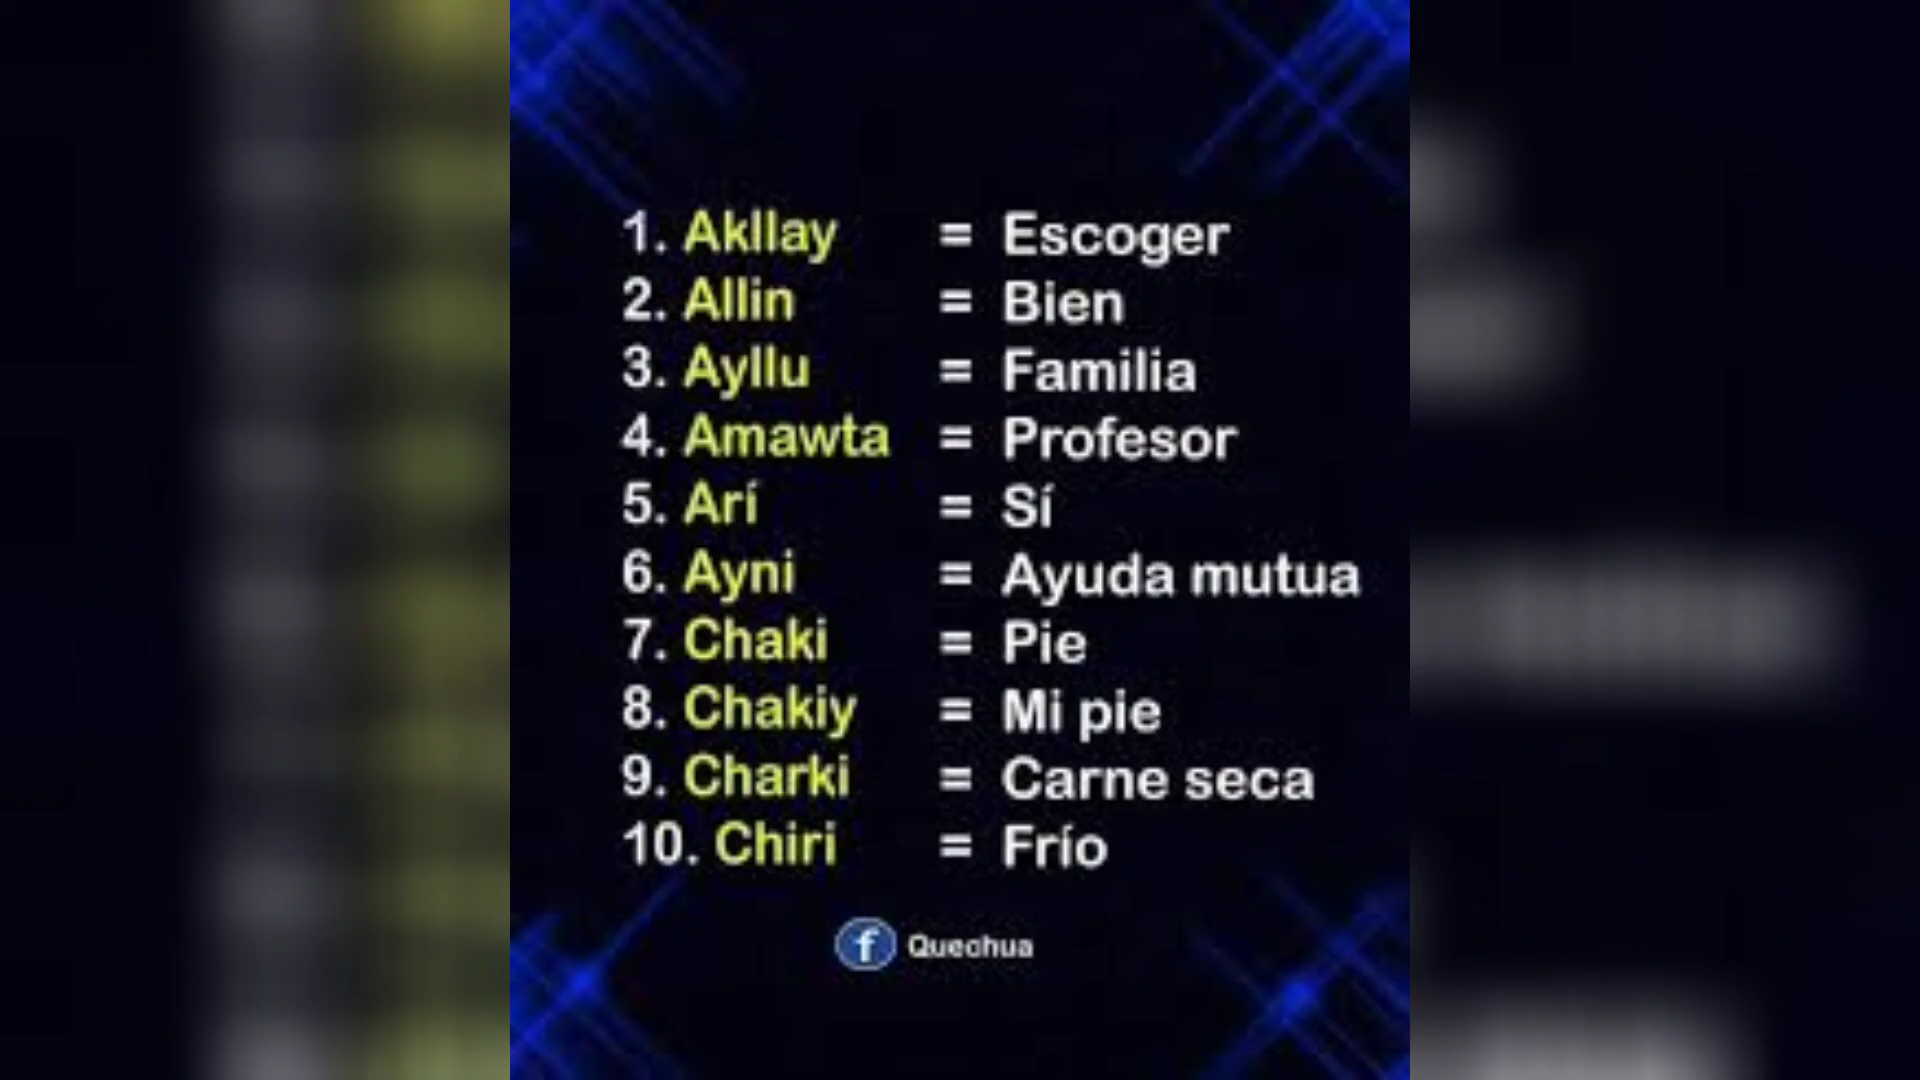 1. Akllay = Escoger
2. Allin = Bien
3. Ayllu = Familia
4. Amawta = Profesor
5. Arí = Sí
6. Ayni = Ayuda mutua
7. Chaki = Pie
8. Chakiy = Mi pie
9. Charki = Carne seca
10. Chiri = Frío
f Quechua